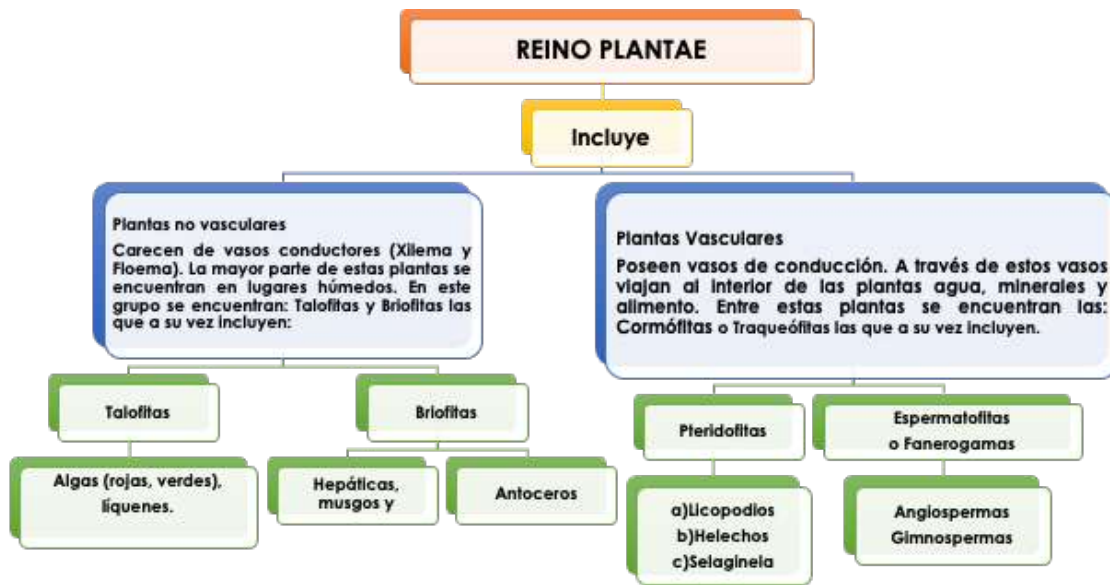 REINO PLANTAE
Incluye
Plantas no vasculares
Carecen de vasos conductores (Xilema y
Floema). La mayor parte de estas plantas se
encuentran en lugares húmedos. En este
grupo se encuentran: Talofitas y Briofitas las
que a su vez incluyen:
Plantas Vasculares
Poseen vasos de conducción. A través de estos vasos
viajan al interior de las plantas agua, minerales y
alimento. Entre estas plantas se encuentran las:
Cormófitas o Traqueófitas las que a su vez incluyen.
Talofitas
Briofitas
Pteridofitas
Espermatofitas
o Fanerogamas
Algas (rojas, verdes),
líquenes.
Hepáticas,
musgos y
Antoceros
a)Licopodios
b)Helechos
c)Selaginela
Angiospermas
Gimnospermas